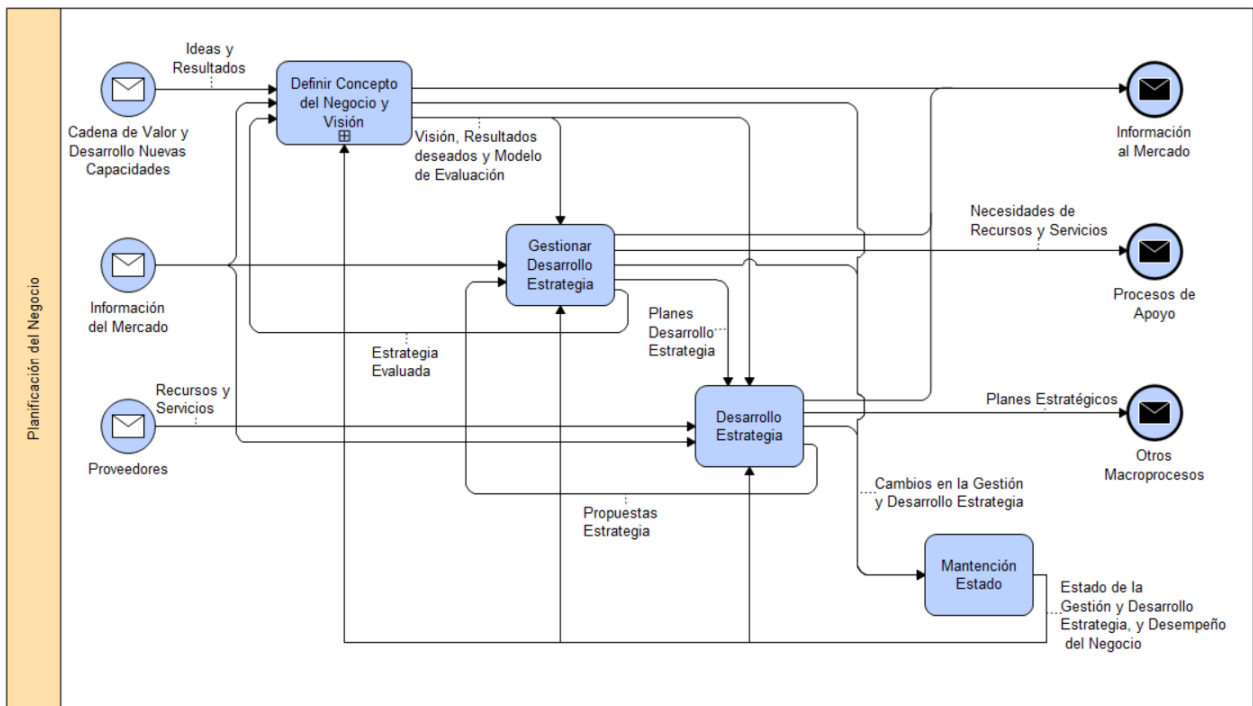 Planificación del Negocio
Ideas y
Resultados
Cadena de Valor y
Desarrollo Nuevas
Capacidades
Definir Concepto
del Negocio y
Visión
Visión, Resultados
deseados y Modelo
de Evaluación
Información
al Mercado
Información
del Mercado
Gestionar
Desarrollo
Estrategia
Necesidades de
Recursos y Servicios
Procesos de
Apoyo
Estrategia
Evaluada
Planes
Desarrollo
Estrategia
Recursos y
Servicios
Proveedores
Desarrollo
Estrategia
Planes Estratégicos
Otros
Macroprocesos
Propuestas
Estrategia
Cambios en la Gestión
y Desarrollo Estrategia
Mantención
Estado
Estado de la
Gestión y Desarrollo
Estrategia, y Desempeño
del Negocio